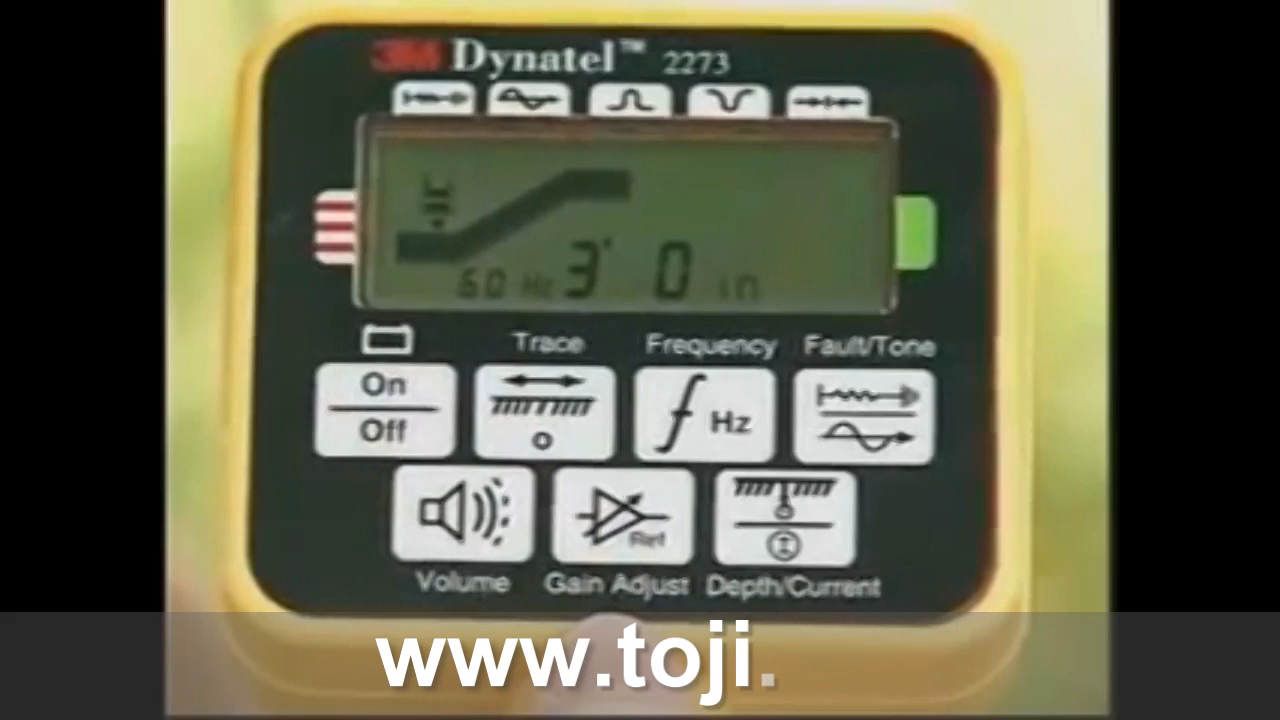 3M Dynatel™ 2273
60 Hz 3' 0 in
Trace Frequency Fault/Tone
On
Off
Hz
Ref
Volume Gain Adjust Depth/Current
www.toji.